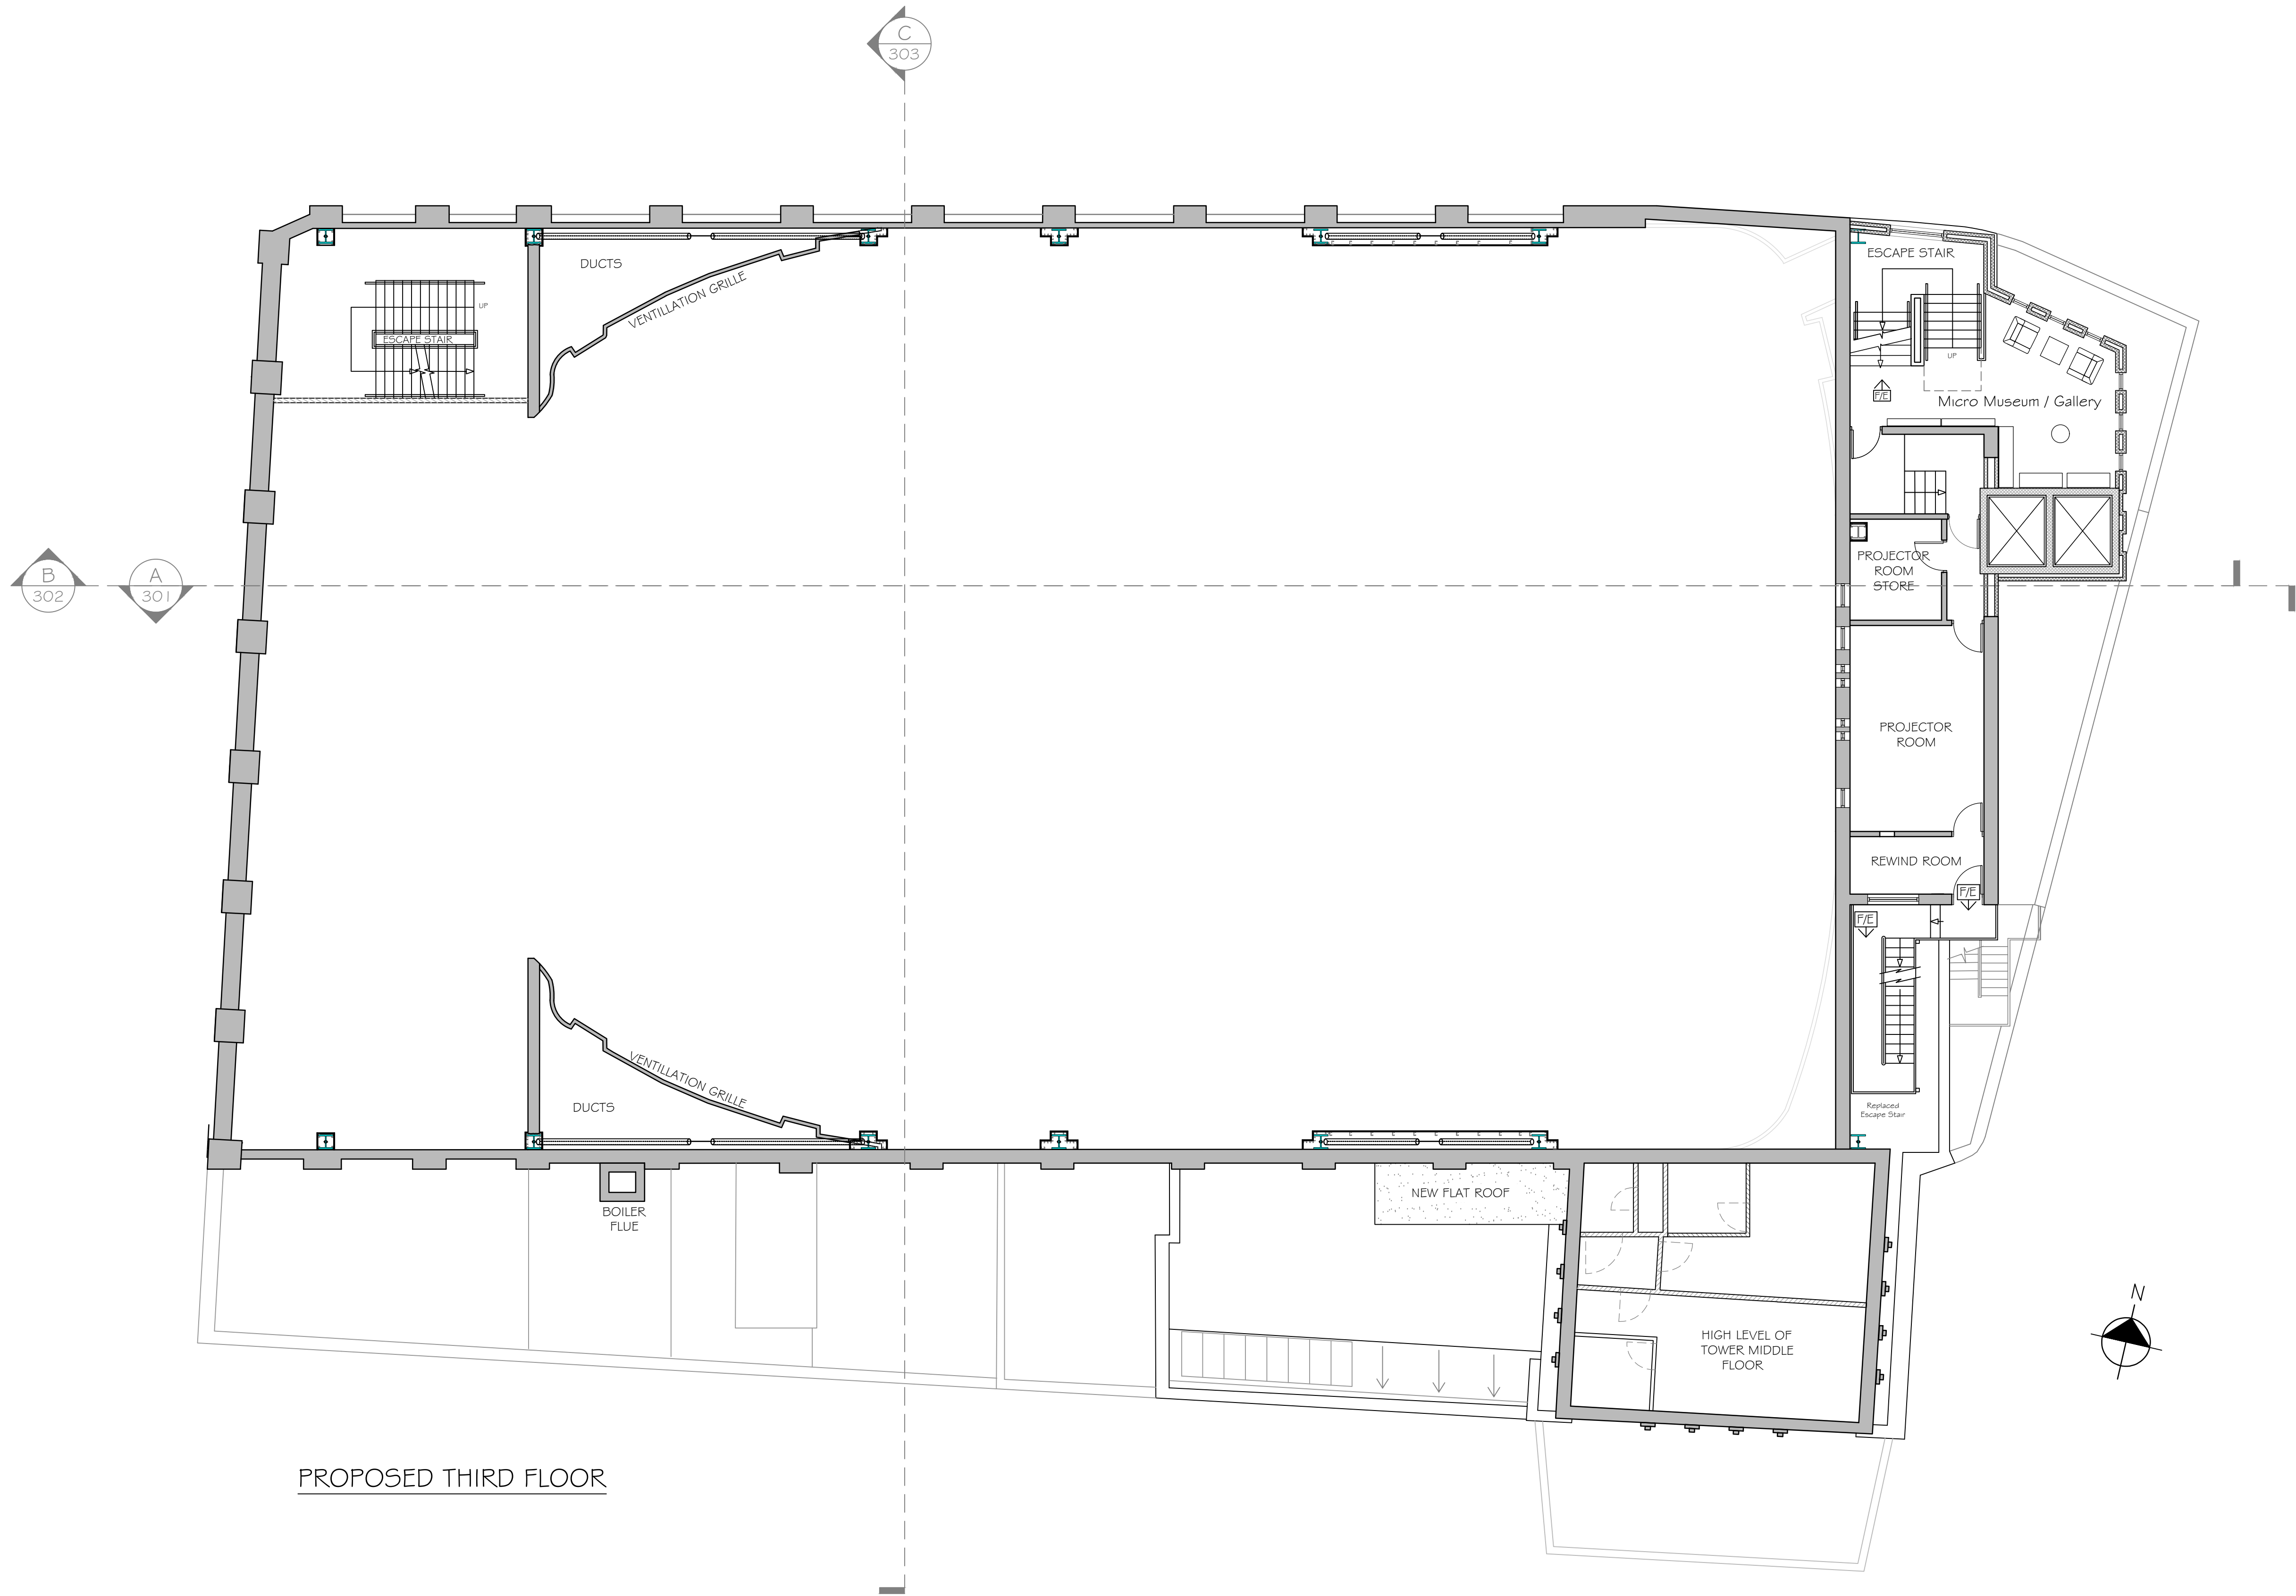 C
303
DUCTS
VENTILLATION GRILLE
UP
ESCAPE STAIR
ESCAPE STAIR
UP
F/E
Micro Museum / Gallery
B
302
A
301
PROJECTOR
ROOM
STORE
PROJECTOR
ROOM
REWIND ROOM
F/E
F/E
VENTILLATION GRILLE
DUCTS
Replaced
Escape Stair
BOILER
FLUE
NEW FLAT ROOF
HIGH LEVEL OF
TOWER MIDDLE
FLOOR
N
PROPOSED THIRD FLOOR